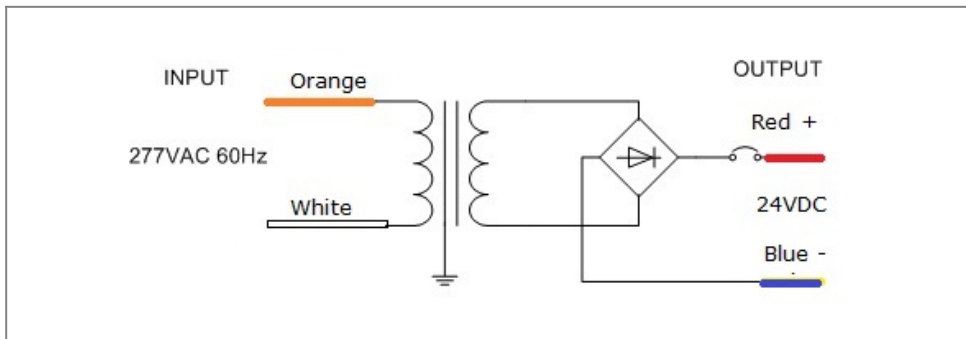 INPUT
Orange
OUTPUT
Red +
277VAC 60Hz
White
24VDC
Blue -